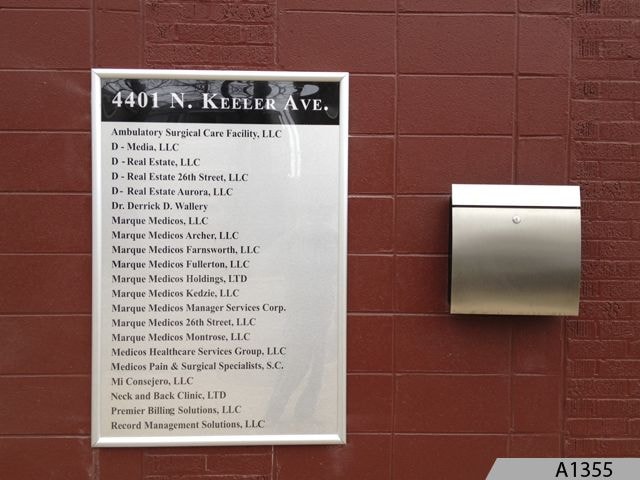 4401 N. KEELER AVE.
Ambulatory Surgical Care Facility, LLC
D - Media, LLC
D - Real Estate, LLC
D - Real Estate 26th Street, LLC
D- Real Estate Aurora, LLC
Dr. Derrick D. Wallery
Marque Medicos, LLC
Marque Medicos Archer, LLC
Marque Medicos Farnsworth, LLC
Marque Medicos Fullerton, LLC
Marque Medicos Holdings, LTD
Marque Medicos Kedzie, LLC
Marque Medicos Manager Services Corp.
Marque Medicos 26th Street, LLC
Marque Medicos Montrose, LLC
Medicos Healthcare Services Group, LLC
Medicos Pain & Surgical Specialists, S.C.
Mi Consejero, LLC
Neck and Back Clinic, LTD
Premier Billing Solutions, LLC
Record Management Solutions, LLC
A1355